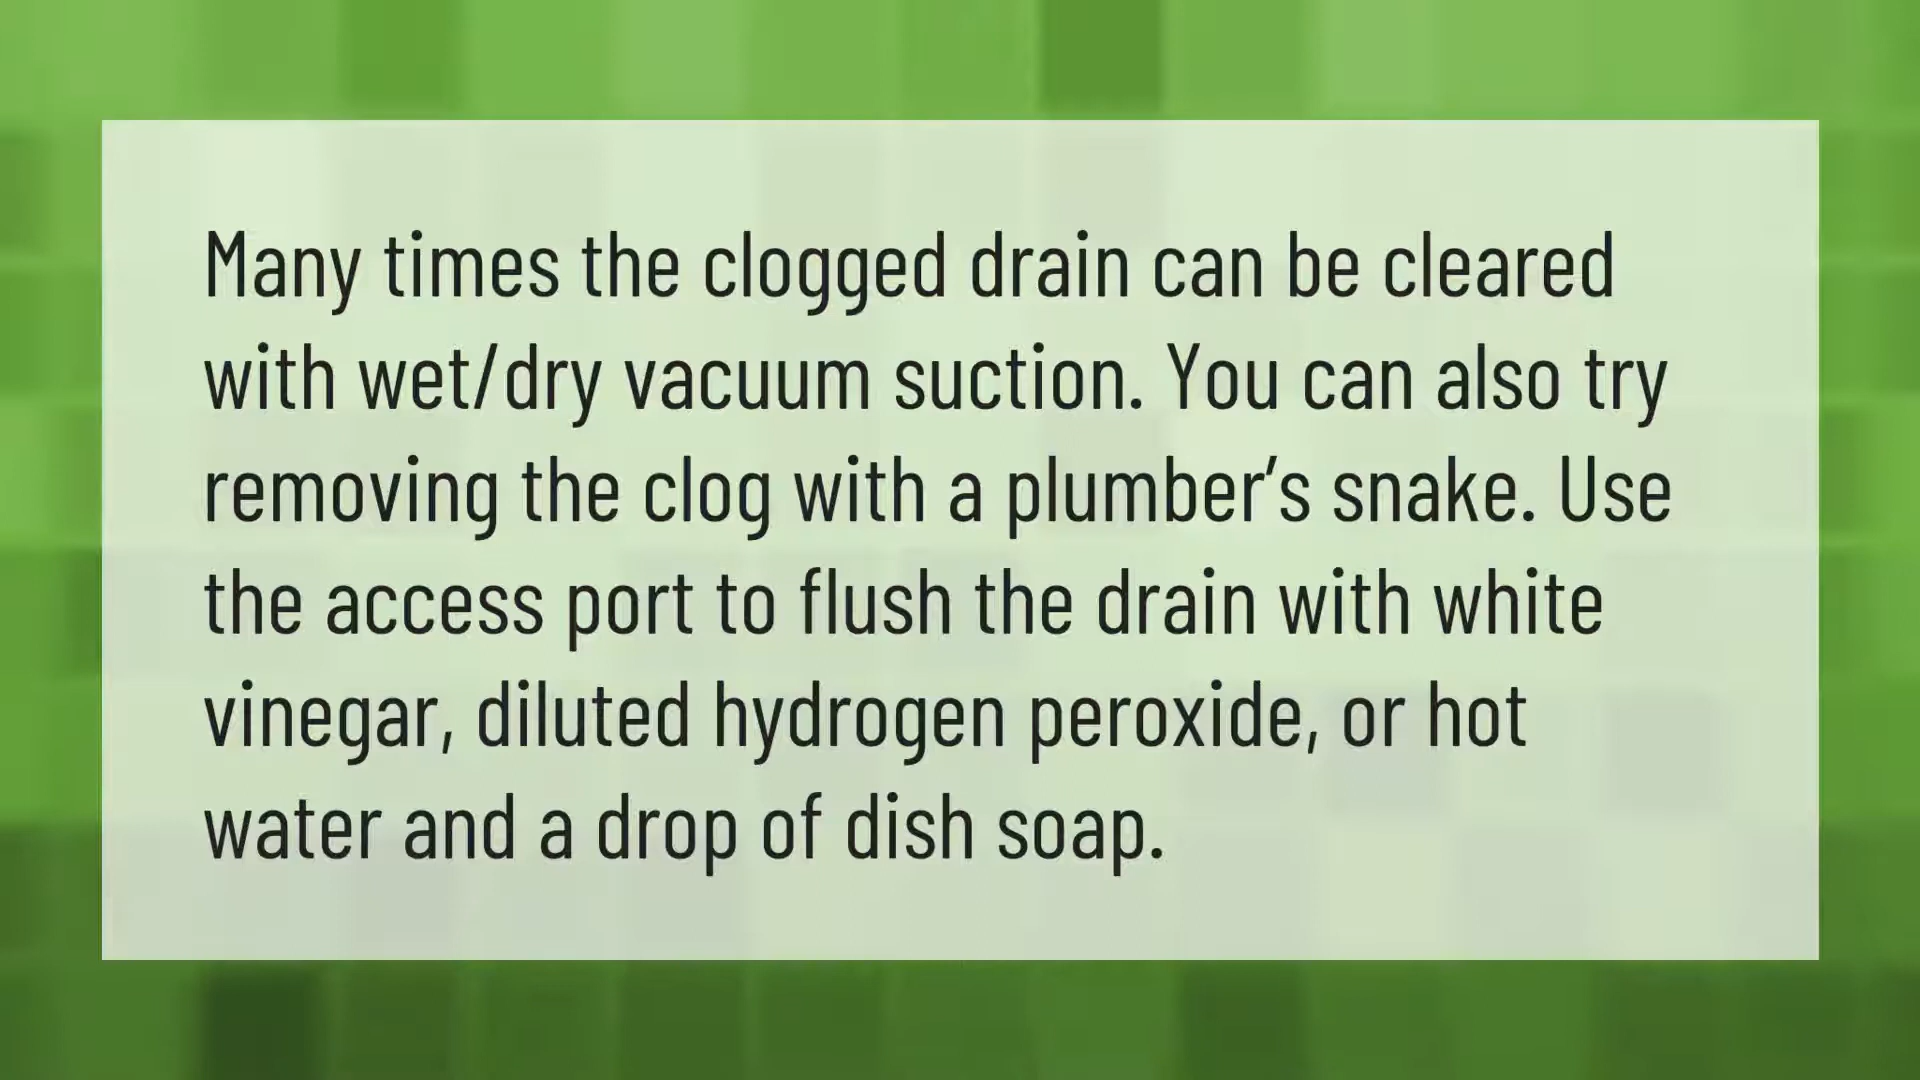 Many times the clogged drain can be cleared
with wet/dry vacuum suction. You can also try
removing the clog with a plumber’s snake. Use
the access port to flush the drain with white
vinegar, diluted hydrogen peroxide, or hot
water and a drop of dish soap.